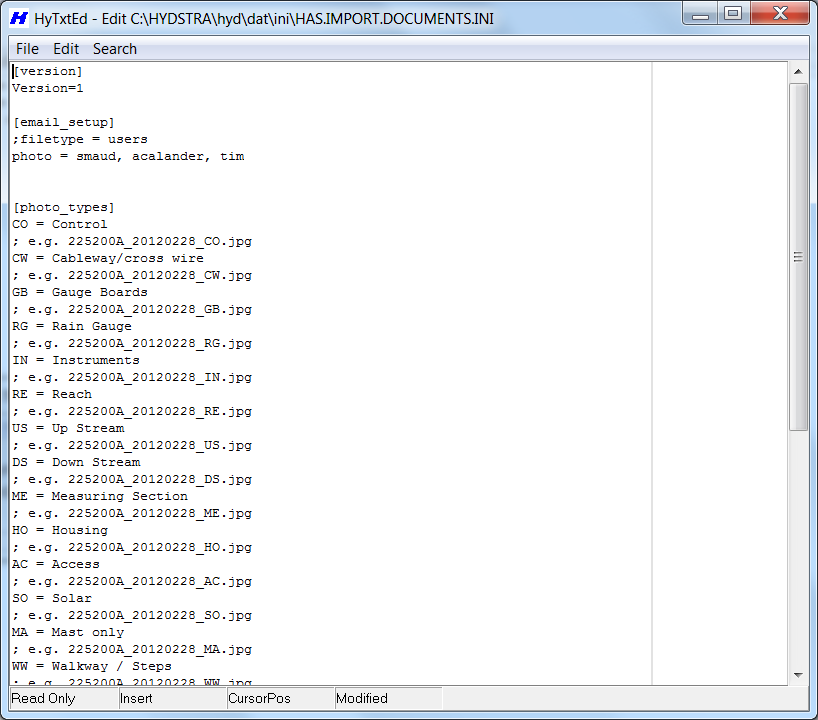 H HyTxtEd - Edit C:\HYDSTRA\hyd\dat\ini\HAS.IMPORT.DOCUMENTS.INI
File Edit Search
[version]
Version=1
[email_setup]
;filetype = users
photo = smaud, acalander, tim
[photo_types]
CO = Control
; e.g. 225200A_20120228_CO.jpg
CW = Cableway/cross wire
; e.g. 225200A_20120228_CW.jpg
GB = Gauge Boards
; e.g. 225200A_20120228_GB.jpg
RG = Rain Gauge
; e.g. 225200A_20120228_RG.jpg
IN = Instruments
; e.g. 225200A_20120228_IN.jpg
RE = Reach
; e.g. 225200A_20120228_RE.jpg
US = Up Stream
; e.g. 225200A_20120228_US.jpg
DS = Down Stream
; e.g. 225200A_20120228_DS.jpg
ME = Measuring Section
; e.g. 225200A_20120228_ME.jpg
HO = Housing
; e.g. 225200A_20120228_HO.jpg
AC = Access
; e.g. 225200A_20120228_AC.jpg
SO = Solar
; e.g. 225200A_20120228_SO.jpg
MA = Mast only
; e.g. 225200A_20120228_MA.jpg
WW = Walkway / Steps
; e.g. 225200A_20120228_WW.jpg
Read Only Insert CursorPos Modified